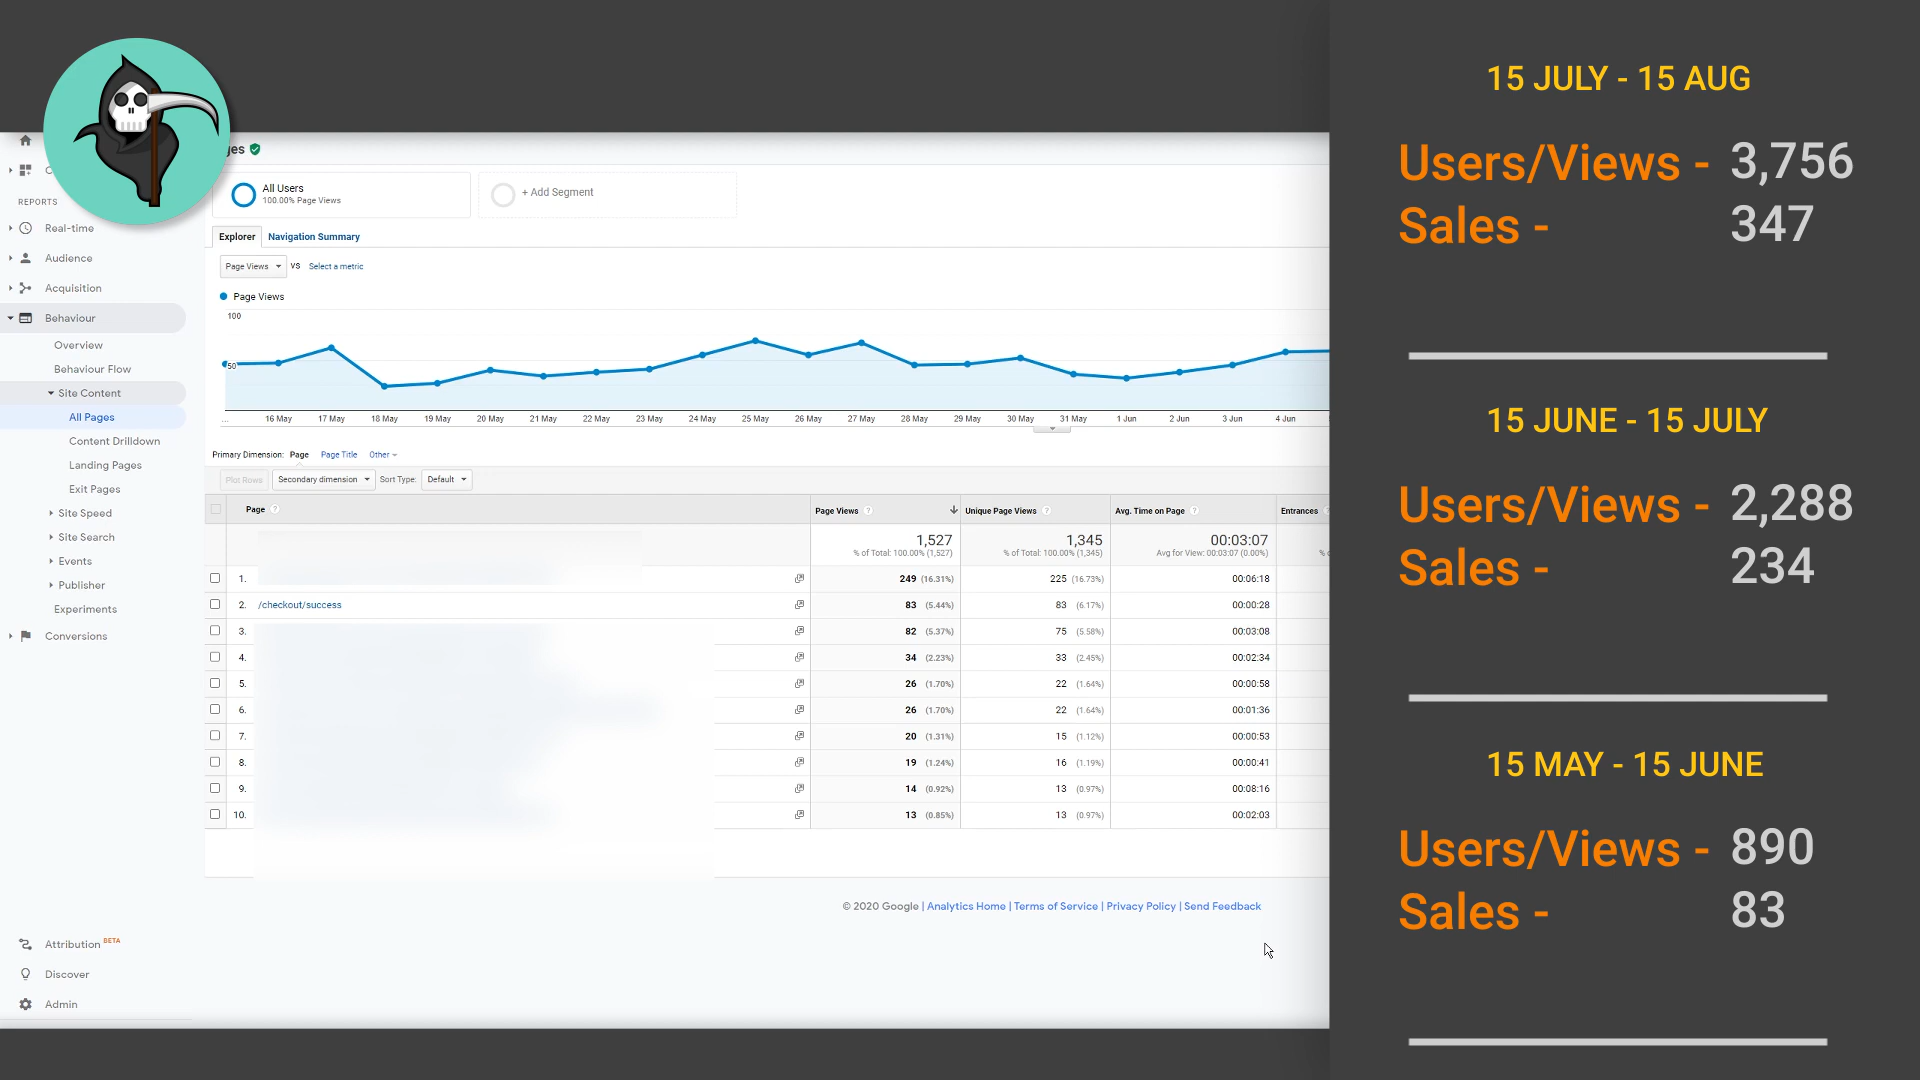 ges
All Users
100.00% Page Views
+ Add Segment
REPORTS
Real-time
Audience
Acquisition
Behaviour
Overview
Behaviour Flow
Site Content
All Pages
Content Drilldown
Landing Pages
Exit Pages
Site Speed
Site Search
Events
Publisher
Experiments
Conversions
Attribution BETA
Discover
Admin
Explorer Navigation Summary
Page Views VS Select a metric
Page Views
100
50
... 16 May 17 May 18 May 19 May 20 May 21 May 22 May 23 May 24 May 25 May 26 May 27 May 28 May 29 May 30 May 31 May 1 Jun 2 Jun 3 Jun 4 Jun
Primary Dimension: Page Page Title Other
Plot Rows Secondary dimension Sort Type: Default
Page ? Page Views ? Unique Page Views ? Avg. Time on Page ? Entrances
1,527 1,345 00:03:07
% of Total: 100.00% (1,527) % of Total: 100.00% (1,345) Avg for View: 00:03:07 (0.00%) % o
1. 249 (16.31%) 225 (16.73%) 00:06:18
2. /checkout/success 83 (5.44%) 83 (6.17%) 00:00:28
3. 82 (5.37%) 75 (5.58%) 00:03:08
4. 34 (2.23%) 33 (2.45%) 00:02:34
5. 26 (1.70%) 22 (1.64%) 00:00:58
6. 26 (1.70%) 22 (1.64%) 00:01:36
7. 20 (1.31%) 15 (1.12%) 00:00:53
8. 19 (1.24%) 16 (1.19%) 00:00:41
9. 14 (0.92%) 13 (0.97%) 00:08:16
10. 13 (0.85%) 13 (0.97%) 00:02:03
© 2020 Google | Analytics Home | Terms of Service | Privacy Policy | Send Feedback
15 JULY - 15 AUG
Users/Views - 3,756
Sales - 347
15 JUNE - 15 JULY
Users/Views - 2,288
Sales - 234
15 MAY - 15 JUNE
Users/Views - 890
Sales - 83